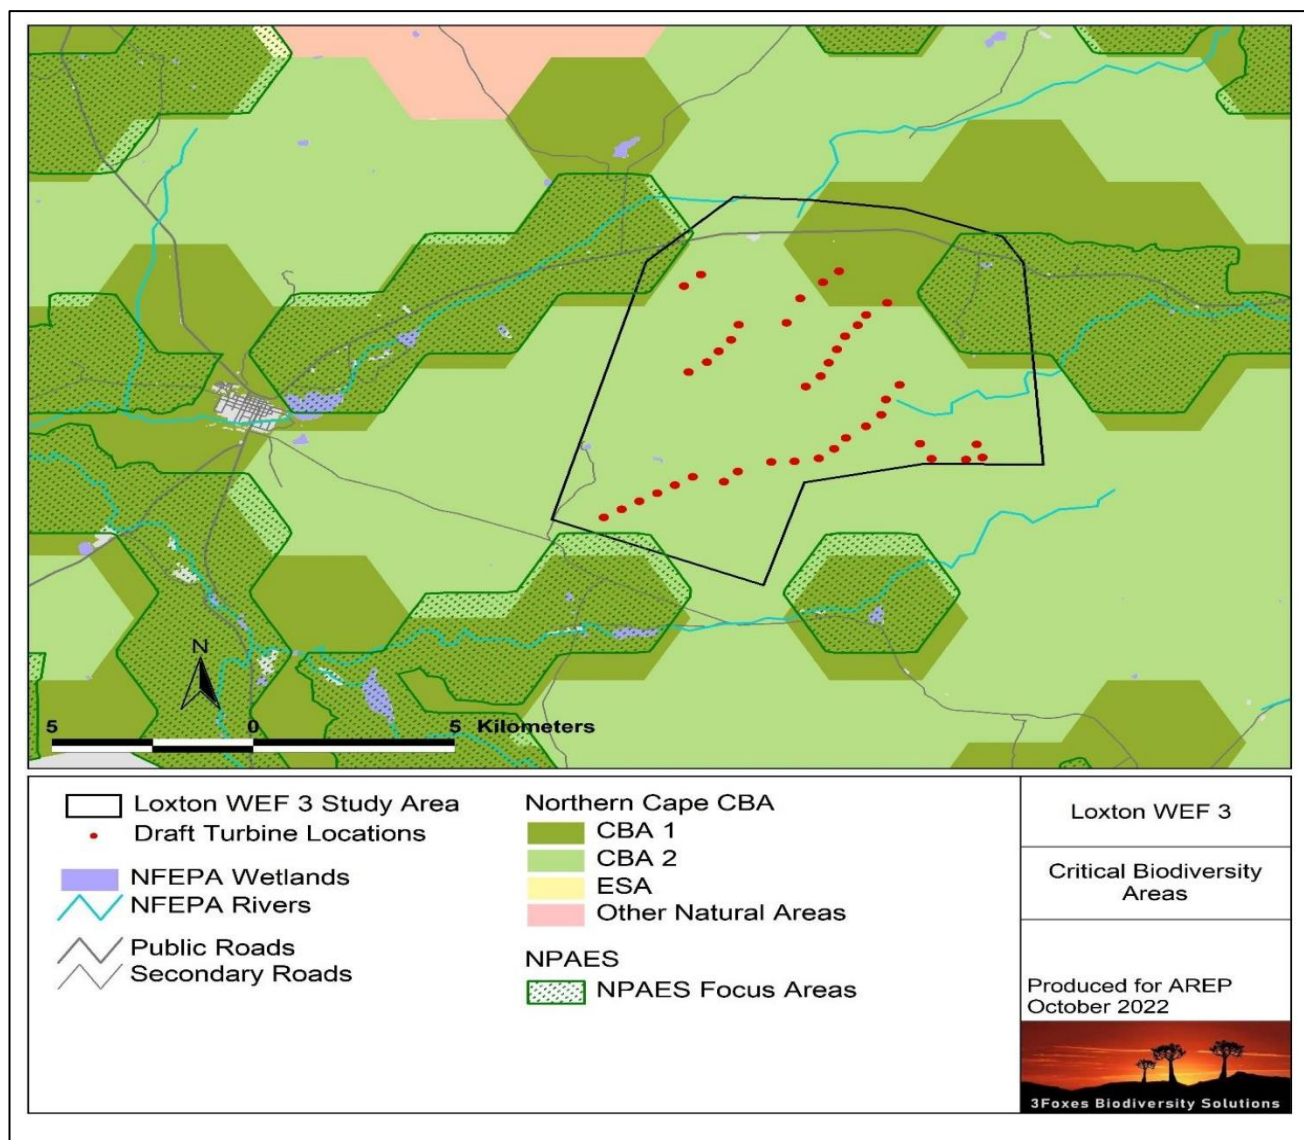 N
5 0 5 Kilometers
Loxton WEF 3 Study Area
Draft Turbine Locations
NFEPA Wetlands
NFEPA Rivers
Public Roads
Secondary Roads
Northern Cape CBA
CBA 1
CBA 2
ESA
Other Natural Areas
NPAES
NPAES Focus Areas
Loxton WEF 3
Critical Biodiversity
Areas
Produced for AREP
October 2022
3Foxes Biodiversity Solutions